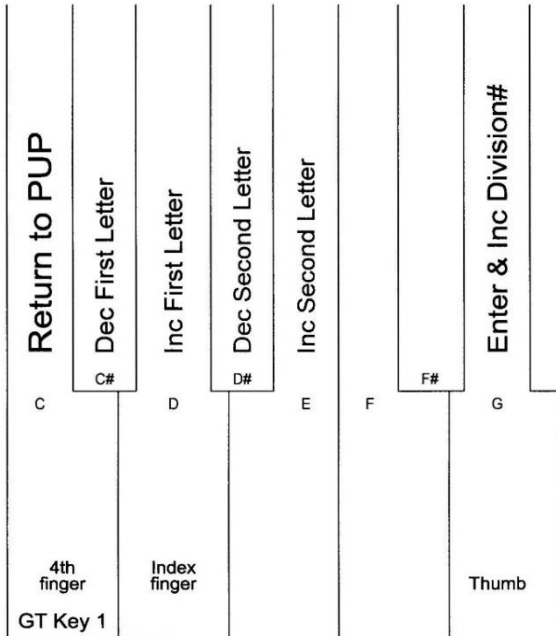 Return to PUP
Dec First Letter
Inc First Letter
Dec Second Letter
Inc Second Letter
Enter & Inc Division#
C#
D#
F#
C
D
E
F
G
4th
finger
Index
finger
Thumb
GT Key 1